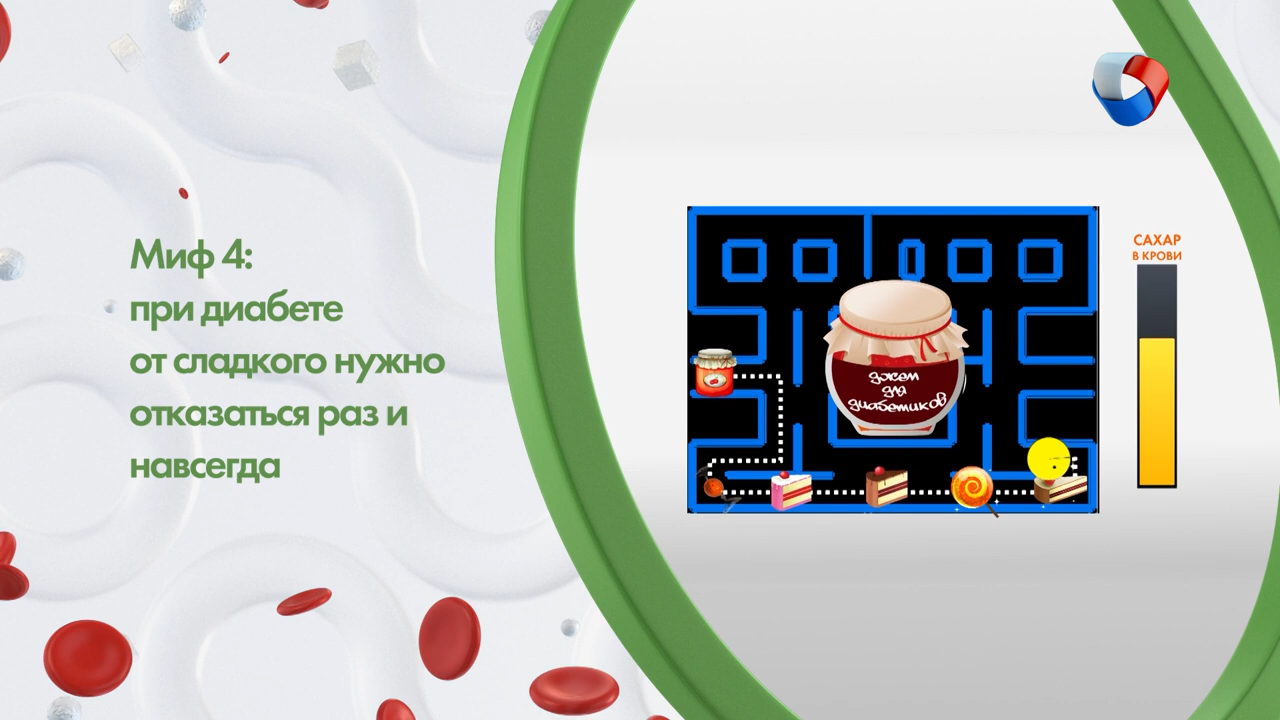 Миф 4:
при диабете
от сладкого нужно
отказаться раз и
навсегда
САХАР
В КРОВИ
джем
для
диабетиков